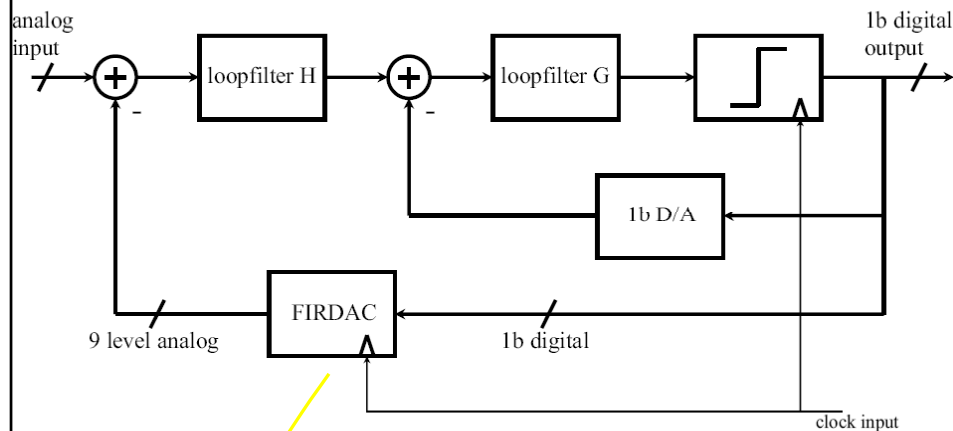 analog
input
1b digital
output
+
loopfilter H
+
loopfilter G
-
-
1b D/A
FIRDAC
9 level analog
1b digital
clock input